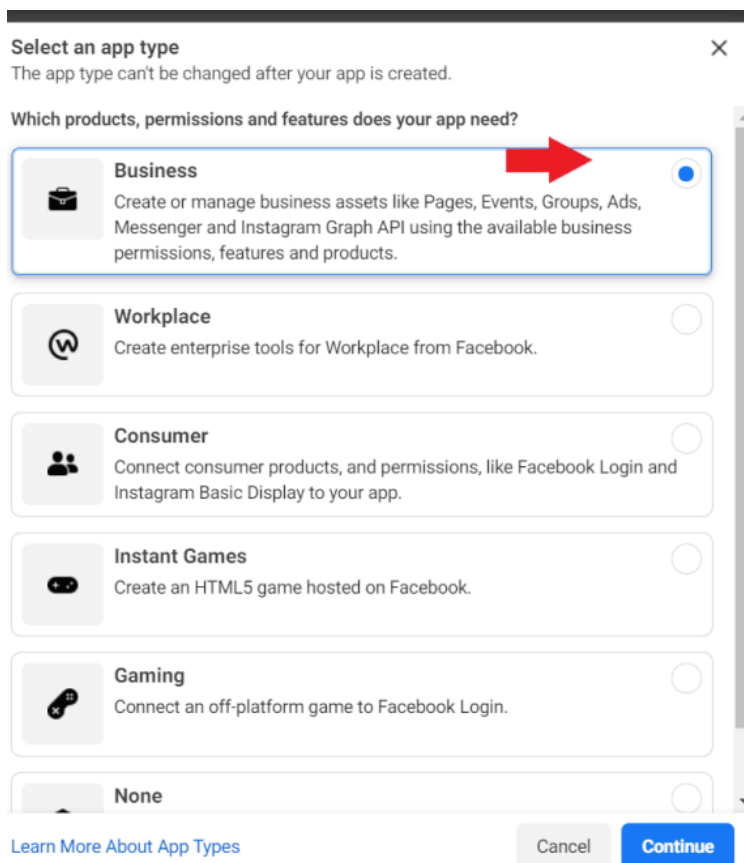 Select an app type
The app type can't be changed after your app is created.
Which products, permissions and features does your app need?
Business
Create or manage business assets like Pages, Events, Groups, Ads,
Messenger and Instagram Graph API using the available business
permissions, features and products.
Workplace
Create enterprise tools for Workplace from Facebook.
Consumer
Connect consumer products, and permissions, like Facebook Login and
Instagram Basic Display to your app.
Instant Games
Create an HTML5 game hosted on Facebook.
Gaming
Connect an off-platform game to Facebook Login.
None
Learn More About App Types
Cancel
Continue